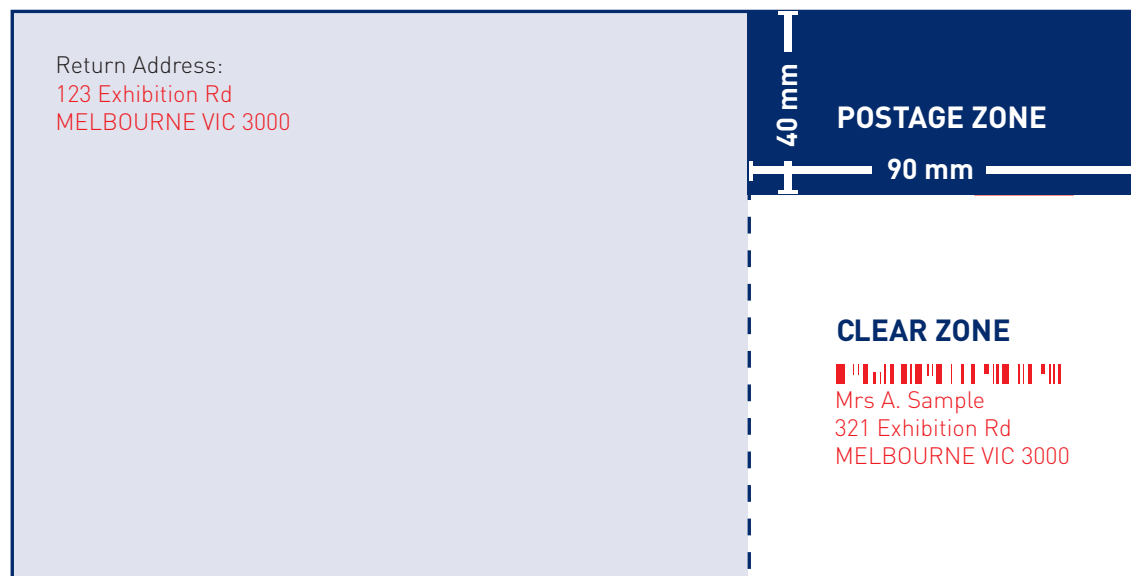 Return Address:
123 Exhibition Rd
MELBOURNE VIC 3000
40 mm
POSTAGE ZONE
90 mm
CLEAR ZONE
Mrs A. Sample
321 Exhibition Rd
MELBOURNE VIC 3000